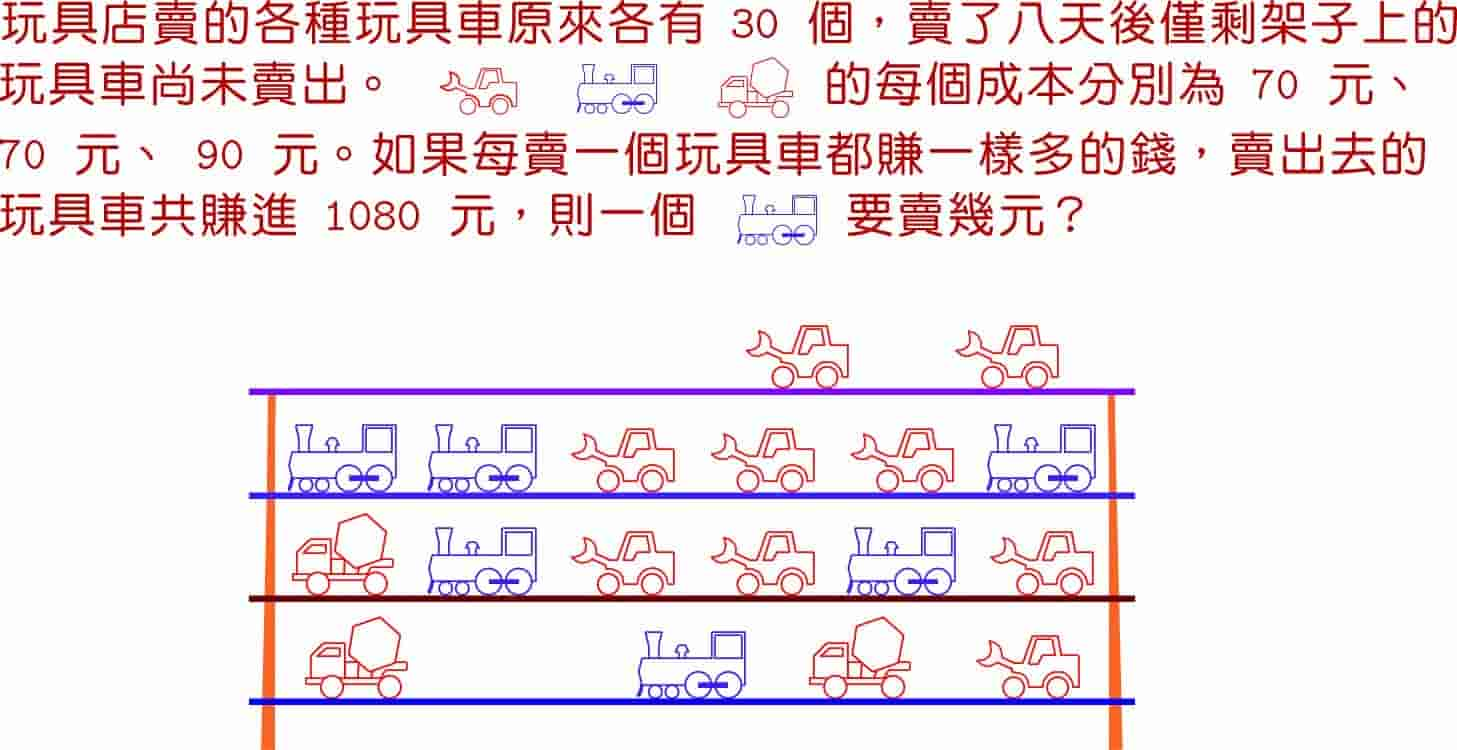 玩具店賣的各種玩具車原來各有 30 個，賣了八天後僅剩架子上的
玩具車尚未賣出。 的每個成本分別為 70 元、
70 元、 90 元。如果每賣一個玩具車都賺一樣多的錢，賣出去的
玩具車共賺進 1080 元，則一個 要賣幾元？